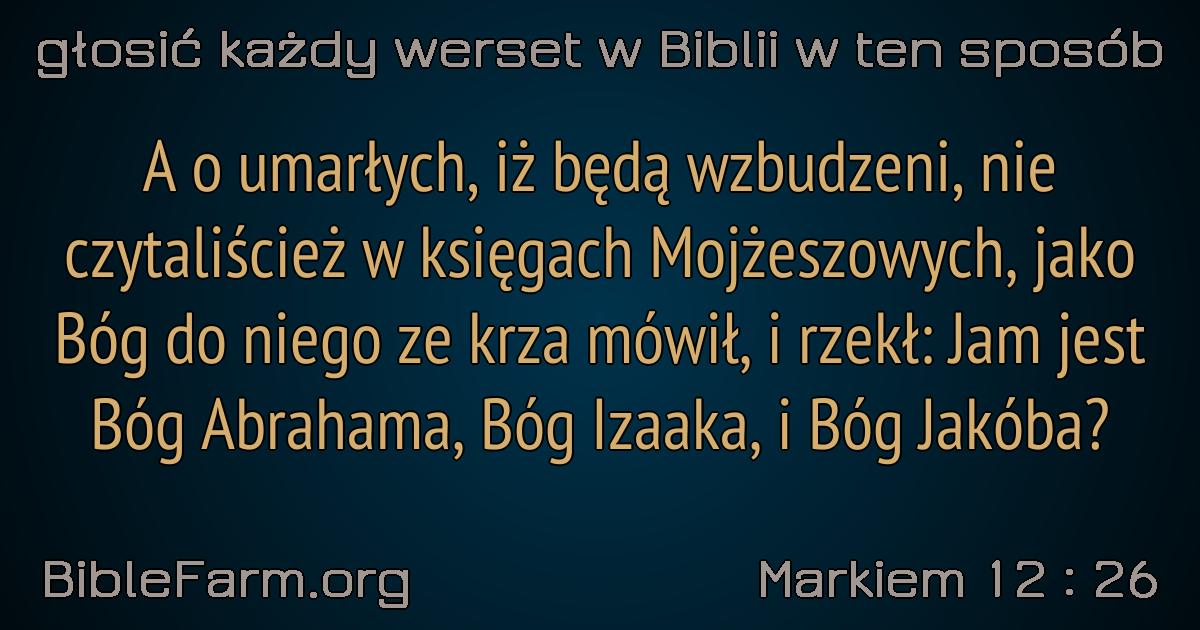 głosić każdy werset w Biblii w ten sposób
A o umarłych, iż będą wzbudzeni, nie
czytaliścież w księgach Mojżeszowych, jako
Bóg do niego ze krza mówił, i rzekł: Jam jest
Bóg Abrahama, Bóg Izaaka, i Bóg Jakóba?
BibleFarm.org
Markiem 12 : 26